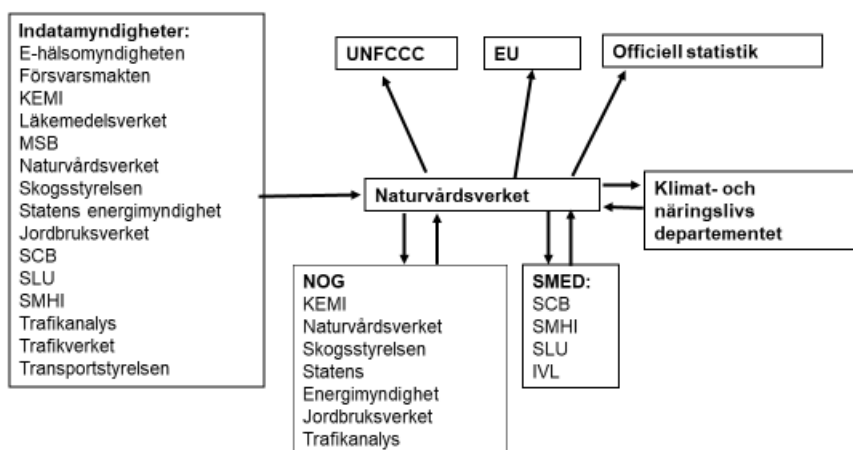 Indatamyndigheter:
E-hälsomyndigheten
Försvarsmakten
KEMI
Läkemedelsverket
MSB
Naturvårdsverket
Skogsstyrelsen
Statens energimyndighet
Jordbruksverket
SCB
SLU
SMHI
Trafikanalys
Trafikverket
Transportstyrelsen
UNFCCC
EU
Officiell statistik
Naturvårdsverket
Klimat- och
näringslivs
departementet
NOG
KEMI
Naturvårdsverket
Skogsstyrelsen
Statens
Energimyndighet
Jordbruksverket
Trafikanalys
SMED:
SCB
SMHI
SLU
IVL